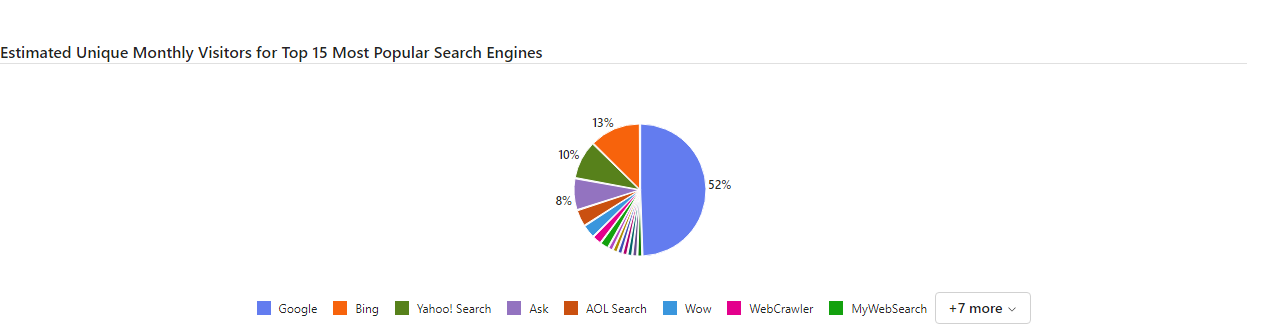 Estimated Unique Monthly Visitors for Top 15 Most Popular Search Engines
13%
10%
52%
8%
Google Bing Yahoo! Search Ask AOL Search Wow WebCrawler MyWebSearch +7 more